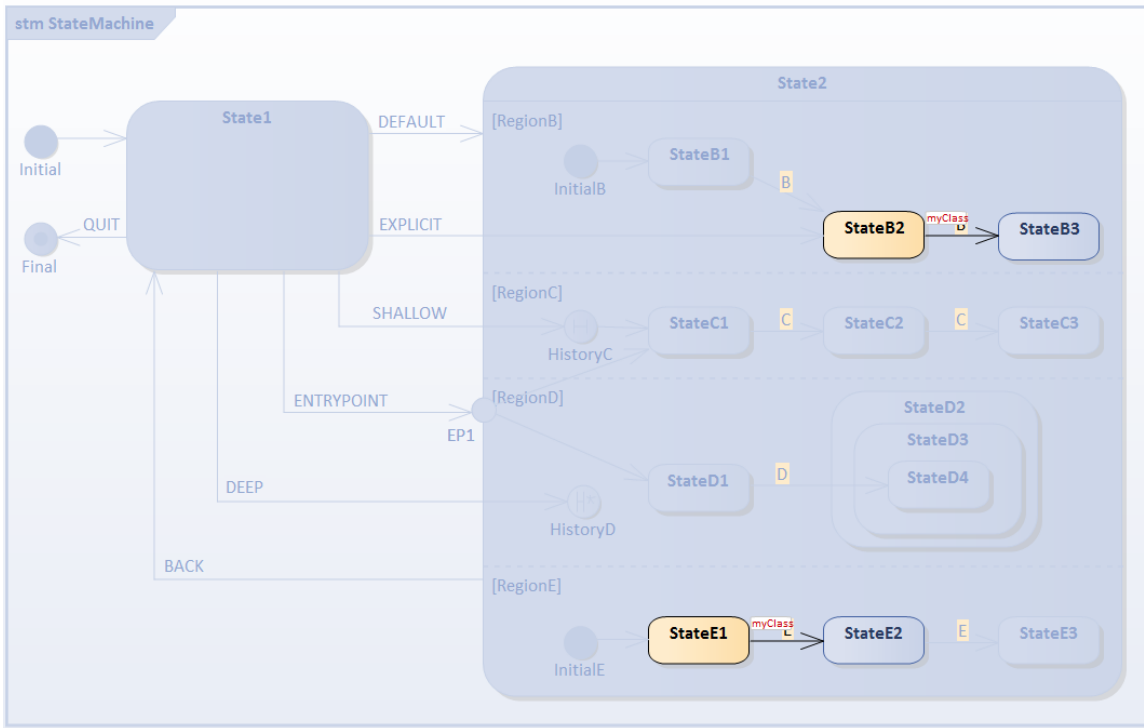 stm StateMachine
State1
State2
DEFAULT
[RegionB]
Initial
InitialB
StateB1
B
QUIT
EXPLICIT
StateB2
myClass
B
StateB3
Final
[RegionC]
SHALLOW
HistoryC
StateC1
C
StateC2
C
StateC3
ENTRYPOINT
EP1
[RegionD]
StateD2
StateD3
StateD1
D
StateD4
DEEP
HistoryD
BACK
[RegionE]
InitialE
StateE1
myClass
E
StateE2
E
StateE3